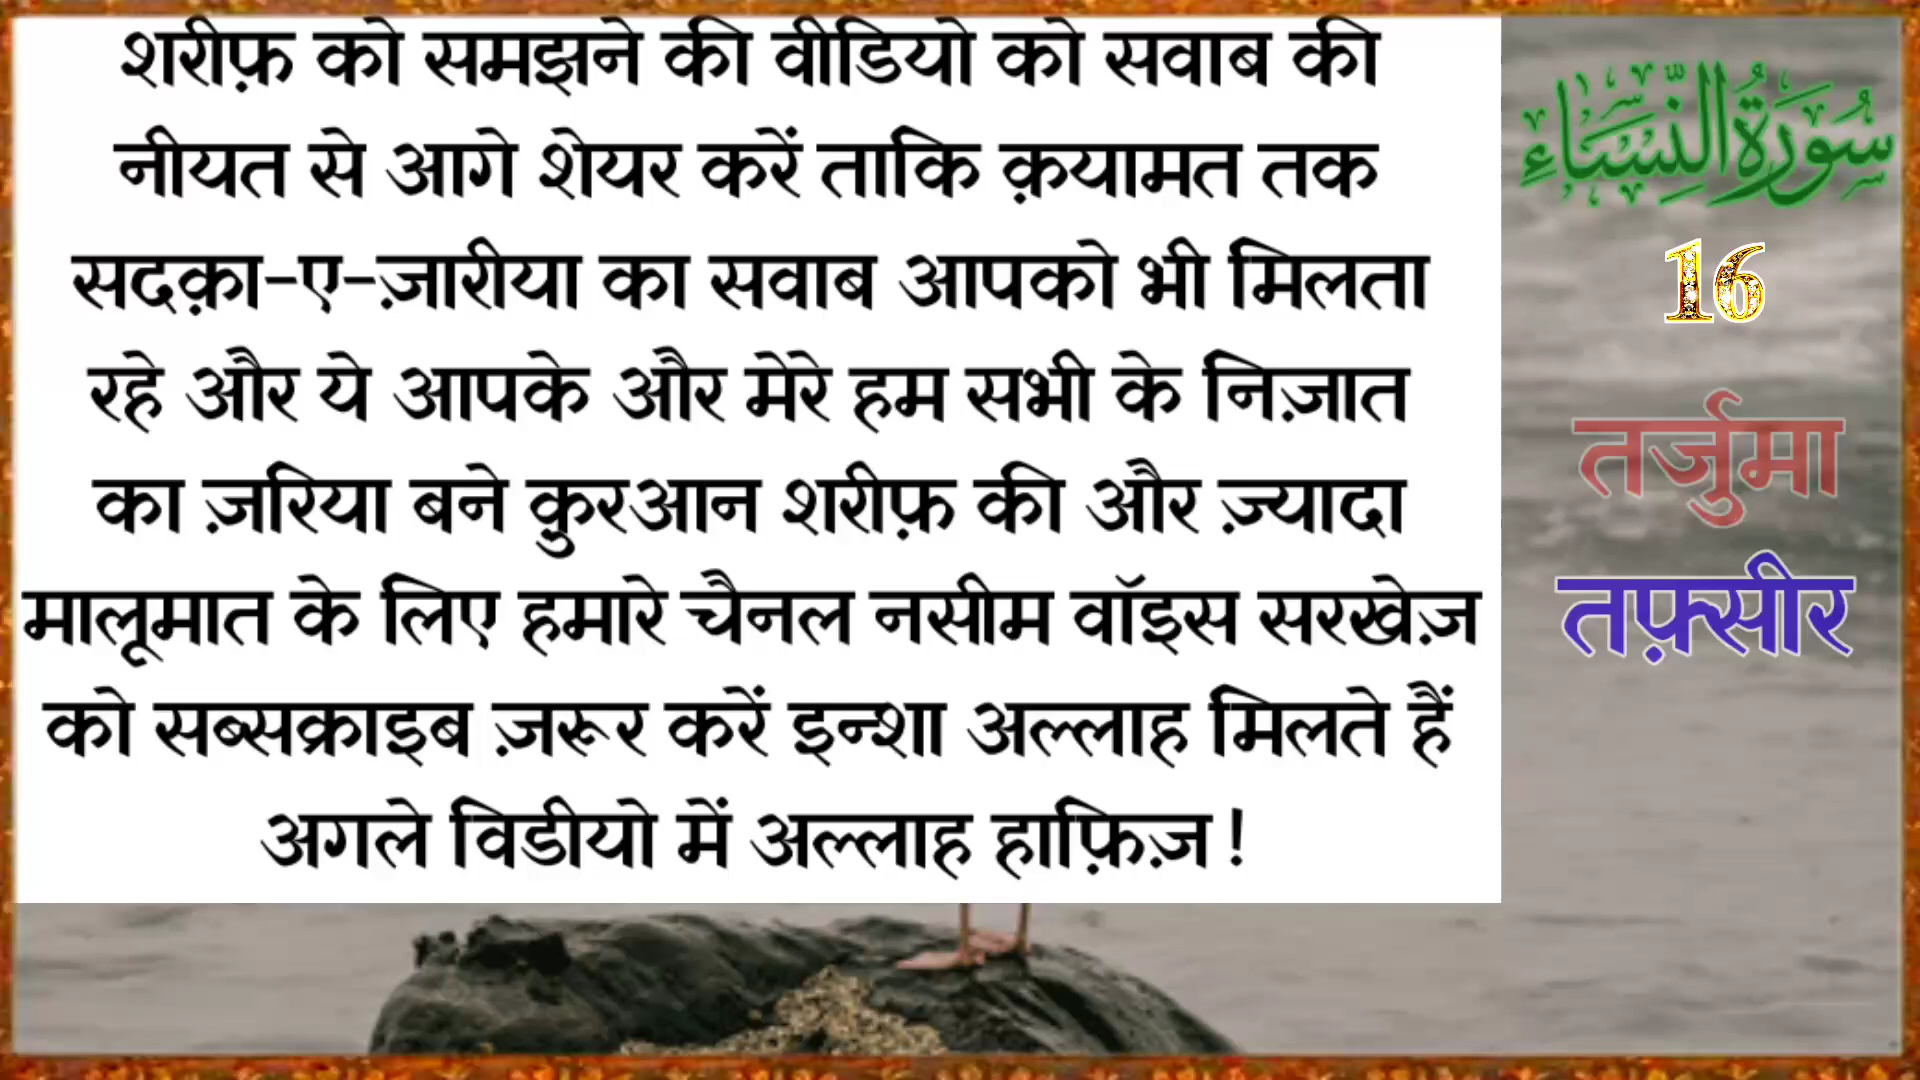 शरीफ़ को समझने की वीडियो को सवाब की
नीयत से आगे शेयर करें ताकि क़यामत तक
सदक़ा-ए-ज़ारीया का सवाब आपको भी मिलता
रहे और ये आपके और मेरे हम सभी के निज़ात
का ज़रिया बने क़ुरआन शरीफ़ की और ज़्यादा
मालूमात के लिए हमारे चैनल नसीम वॉइस सरखेज़
को सब्सक्राइब ज़रूर करें इन्शा अल्लाह मिलते हैं
अगले विडीयो में अल्लाह हाफ़िज़!
سُورَةُ النِّسَاءِ
16
तर्जुमा
तफ़्सीर